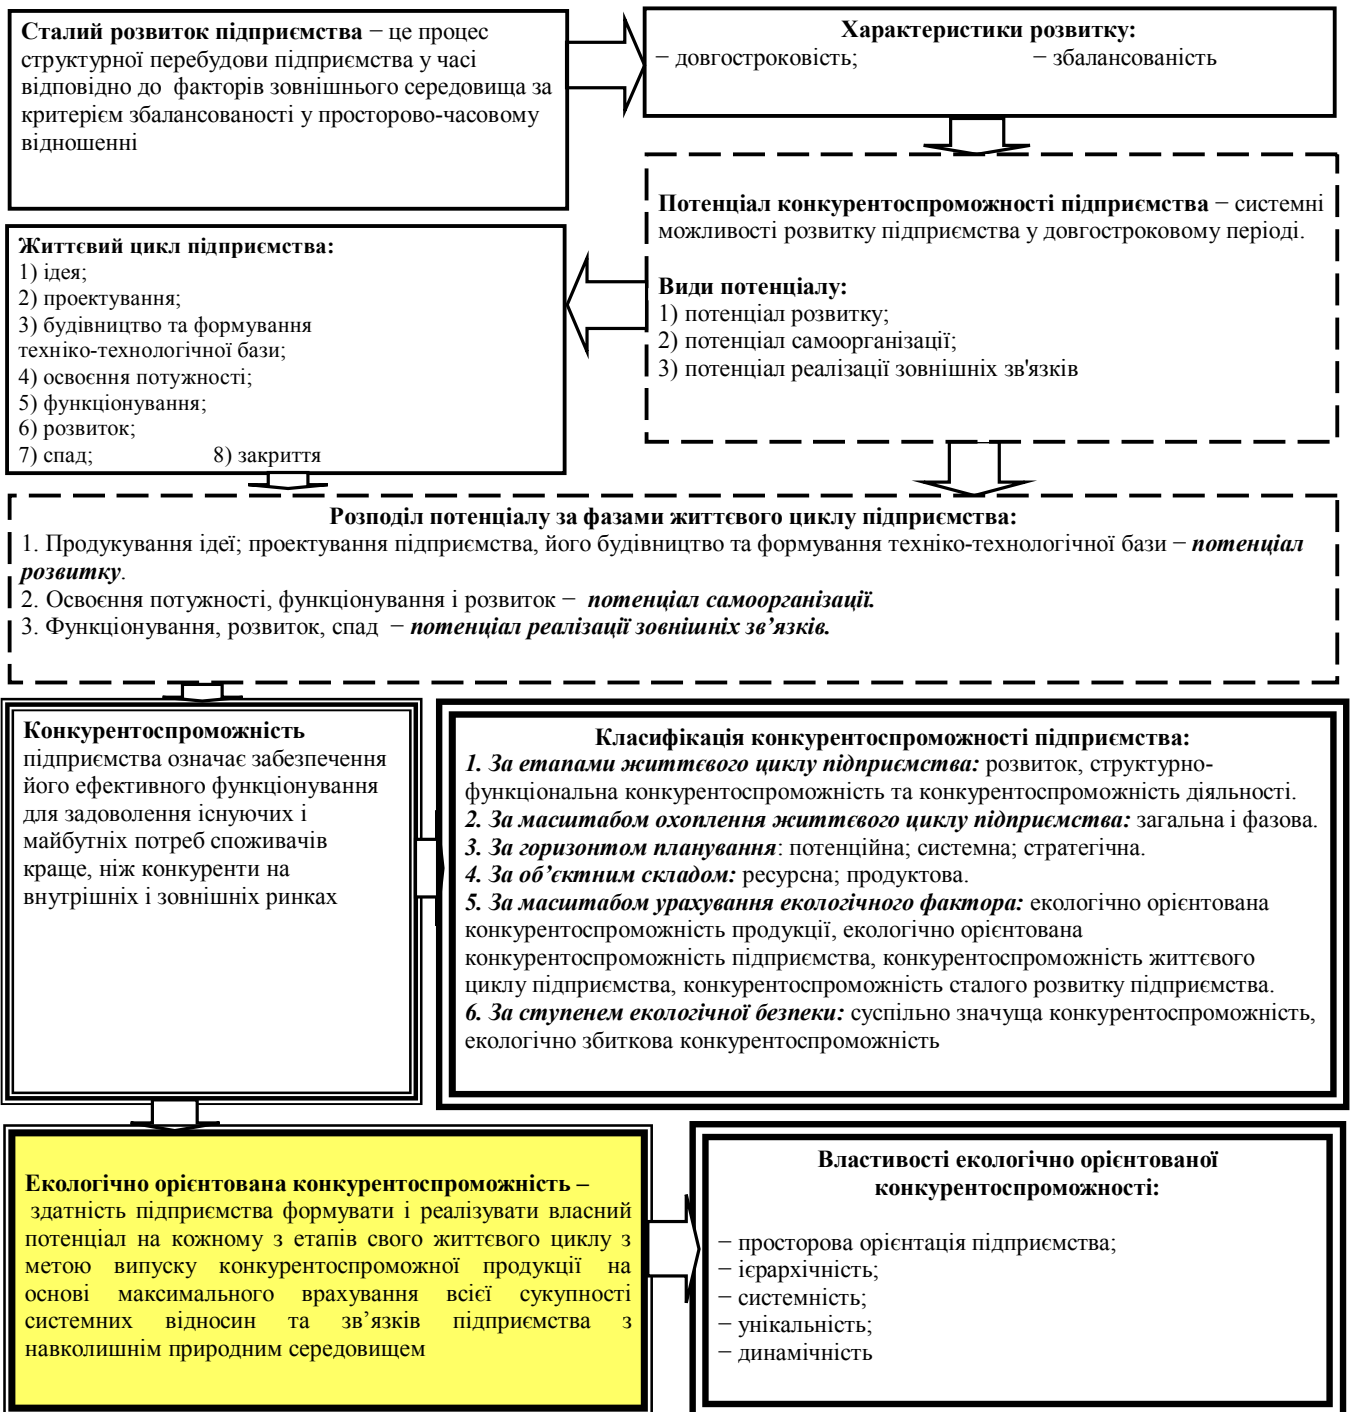 Сталий розвиток підприємства − це процес
структурної перебудови підприємства у часі
відповідно до факторів зовнішнього середовища за
критерієм збалансованості у просторово-часовому
відношенні
Характеристики розвитку:
− довгостроковість; − збалансованість
Потенціал конкурентоспроможності підприємства − системні
можливості розвитку підприємства у довгостроковому періоді.
Види потенціалу:
1) потенціал розвитку;
2) потенціал самоорганізації;
3) потенціал реалізації зовнішніх зв'язків
Життєвий цикл підприємства:
1) ідея;
2) проектування;
3) будівництво та формування
техніко-технологічної бази;
4) освоєння потужності;
5) функціонування;
6) розвиток;
7) спад; 8) закриття
Розподіл потенціалу за фазами життєвого циклу підприємства:
1. Продукування ідеї; проектування підприємства, його будівництво та формування техніко-технологічної бази − потенціал
розвитку.
2. Освоєння потужності, функціонування і розвиток − потенціал самоорганізації.
3. Функціонування, розвиток, спад − потенціал реалізації зовнішніх зв’язків.
Конкурентоспроможність
підприємства означає забезпечення
його ефективного функціонування
для задоволення існуючих і
майбутніх потреб споживачів
краще, ніж конкуренти на
внутрішніх і зовнішніх ринках
Класифікація конкурентоспроможності підприємства:
1. За етапами життєвого циклу підприємства: розвиток, структурно-
функціональна конкурентоспроможність та конкурентоспроможність діяльності.
2. За масштабом охоплення життєвого циклу підприємства: загальна і фазова.
3. За горизонтом планування: потенційна; системна; стратегічна.
4. За об’єктним складом: ресурсна; продуктова.
5. За масштабом урахування екологічного фактора: екологічно орієнтована
конкурентоспроможність продукції, екологічно орієнтована
конкурентоспроможність підприємства, конкурентоспроможність життєвого
циклу підприємства, конкурентоспроможність сталого розвитку підприємства.
6. За ступенем екологічної безпеки: суспільно значуща конкурентоспроможність,
екологічно збиткова конкурентоспроможність
Екологічно орієнтована конкурентоспроможність –
здатність підприємства формувати і реалізувати власний
потенціал на кожному з етапів свого життєвого циклу з
метою випуску конкурентоспроможної продукції на
основі максимального врахування всієї сукупності
системних відносин та зв’язків підприємства з
навколишнім природним середовищем
Властивості екологічно орієнтованої
конкурентоспроможності:
− просторова орієнтація підприємства;
− ієрархічність;
− системність;
− унікальність;
− динамічність